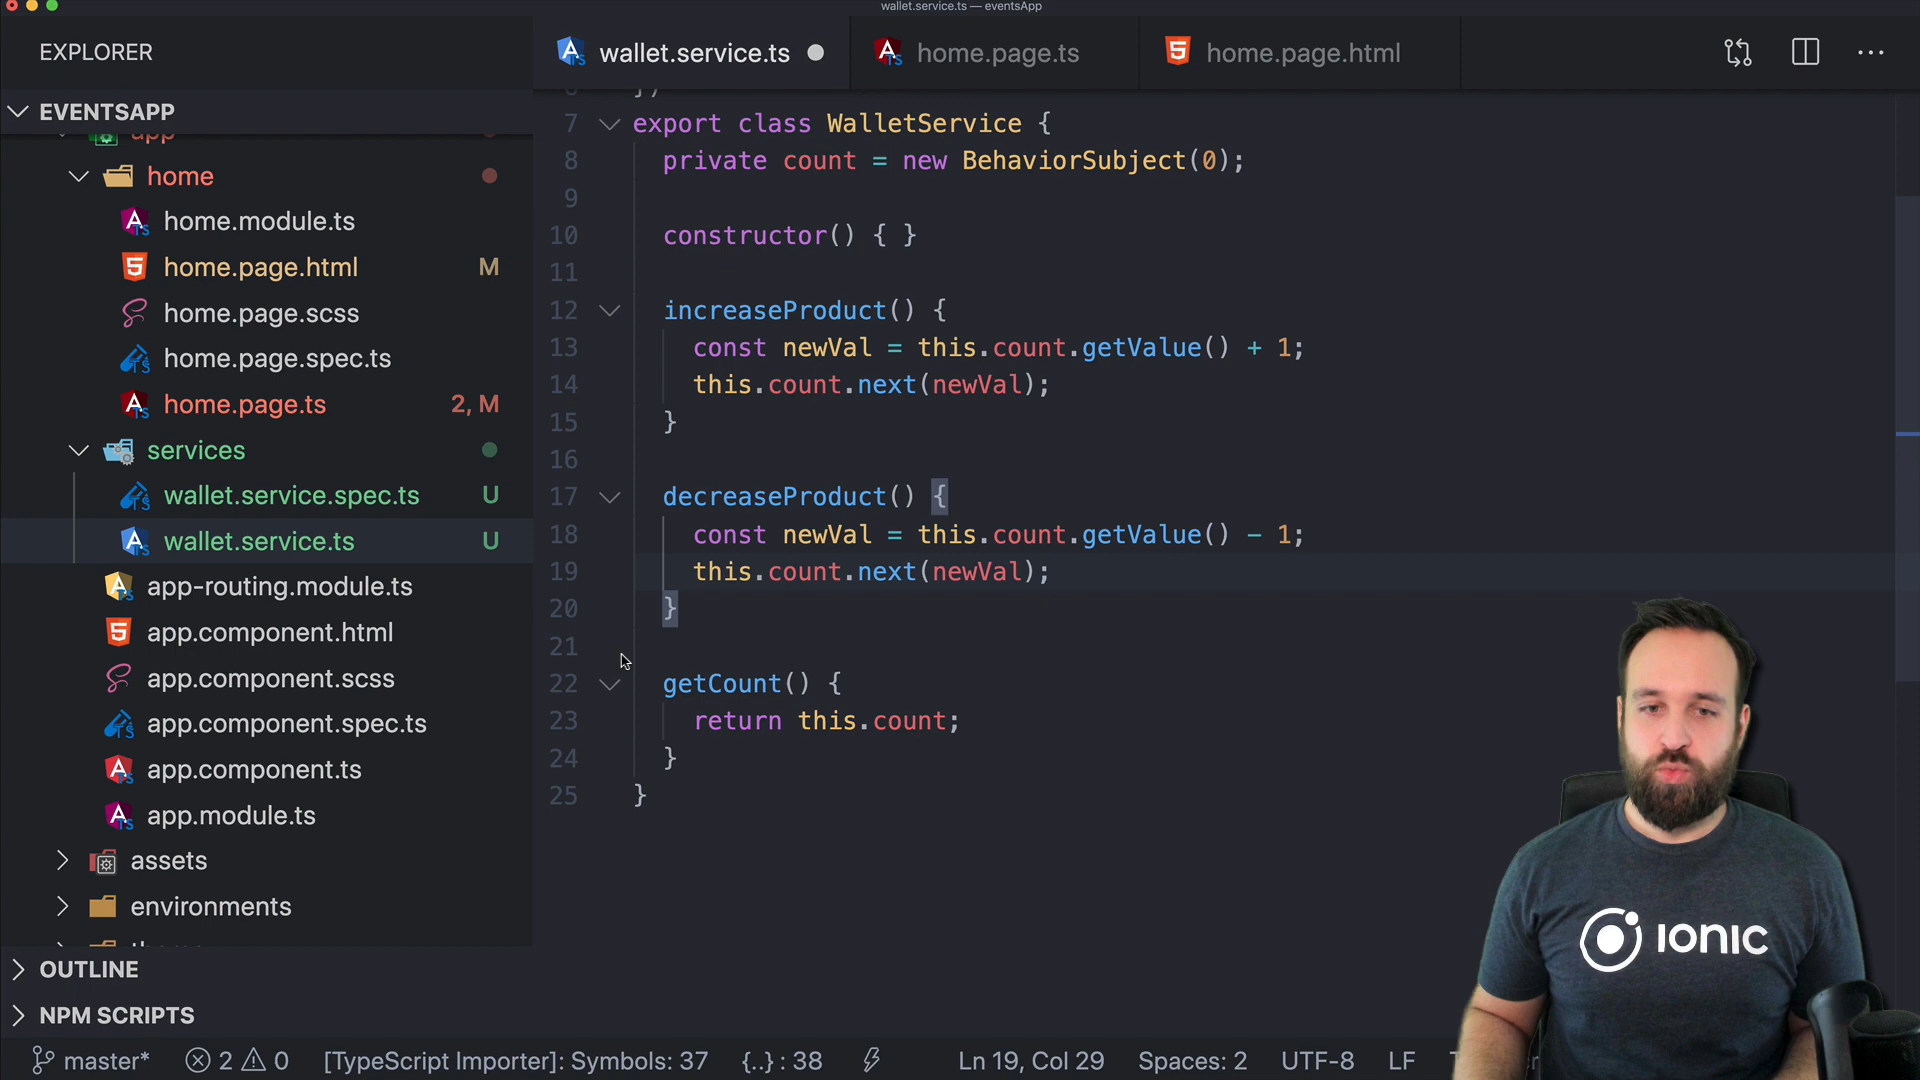 wallet.service.ts — eventsApp
EXPLORER
wallet.service.ts
home.page.ts
home.page.html
EVENTSAPP
app
home
home.module.ts
home.page.html M
home.page.scss
home.page.spec.ts
home.page.ts 2, M
services
wallet.service.spec.ts U
wallet.service.ts U
app-routing.module.ts
app.component.html
app.component.scss
app.component.spec.ts
app.component.ts
app.module.ts
assets
environments
OUTLINE
NPM SCRIPTS
})
7 export class WalletService {
8 private count = new BehaviorSubject(0);
9
10 constructor() { }
11
12 increaseProduct() {
13 const newVal = this.count.getValue() + 1;
14 this.count.next(newVal);
15 }
16
17 decreaseProduct() {
18 const newVal = this.count.getValue() - 1;
19 this.count.next(newVal);
20 }
21
22 getCount() {
23 return this.count;
24 }
25 }
IONIC
master* 2 0 [TypeScript Importer]: Symbols: 37 {..} : 38 Ln 19, Col 29 Spaces: 2 UTF-8 LF